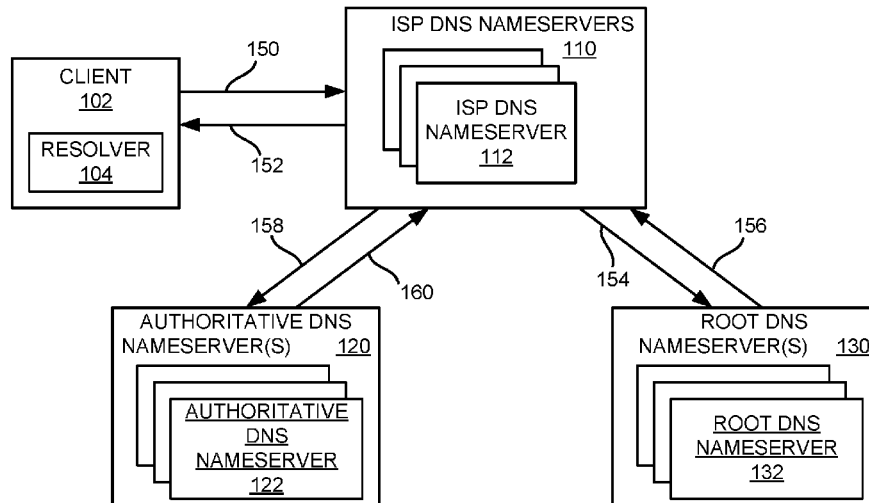 ISP DNS NAMESERVERS
110
150
CLIENT
102
ISP DNS
NAMESERVER
112
RESOLVER
104
152
158
160
154
156
AUTHORITATIVE DNS
NAMESERVER(S) 120
AUTHORITATIVE
DNS
NAMESERVER
122
ROOT DNS
NAMESERVER(S) 130
ROOT DNS
NAMESERVER
132